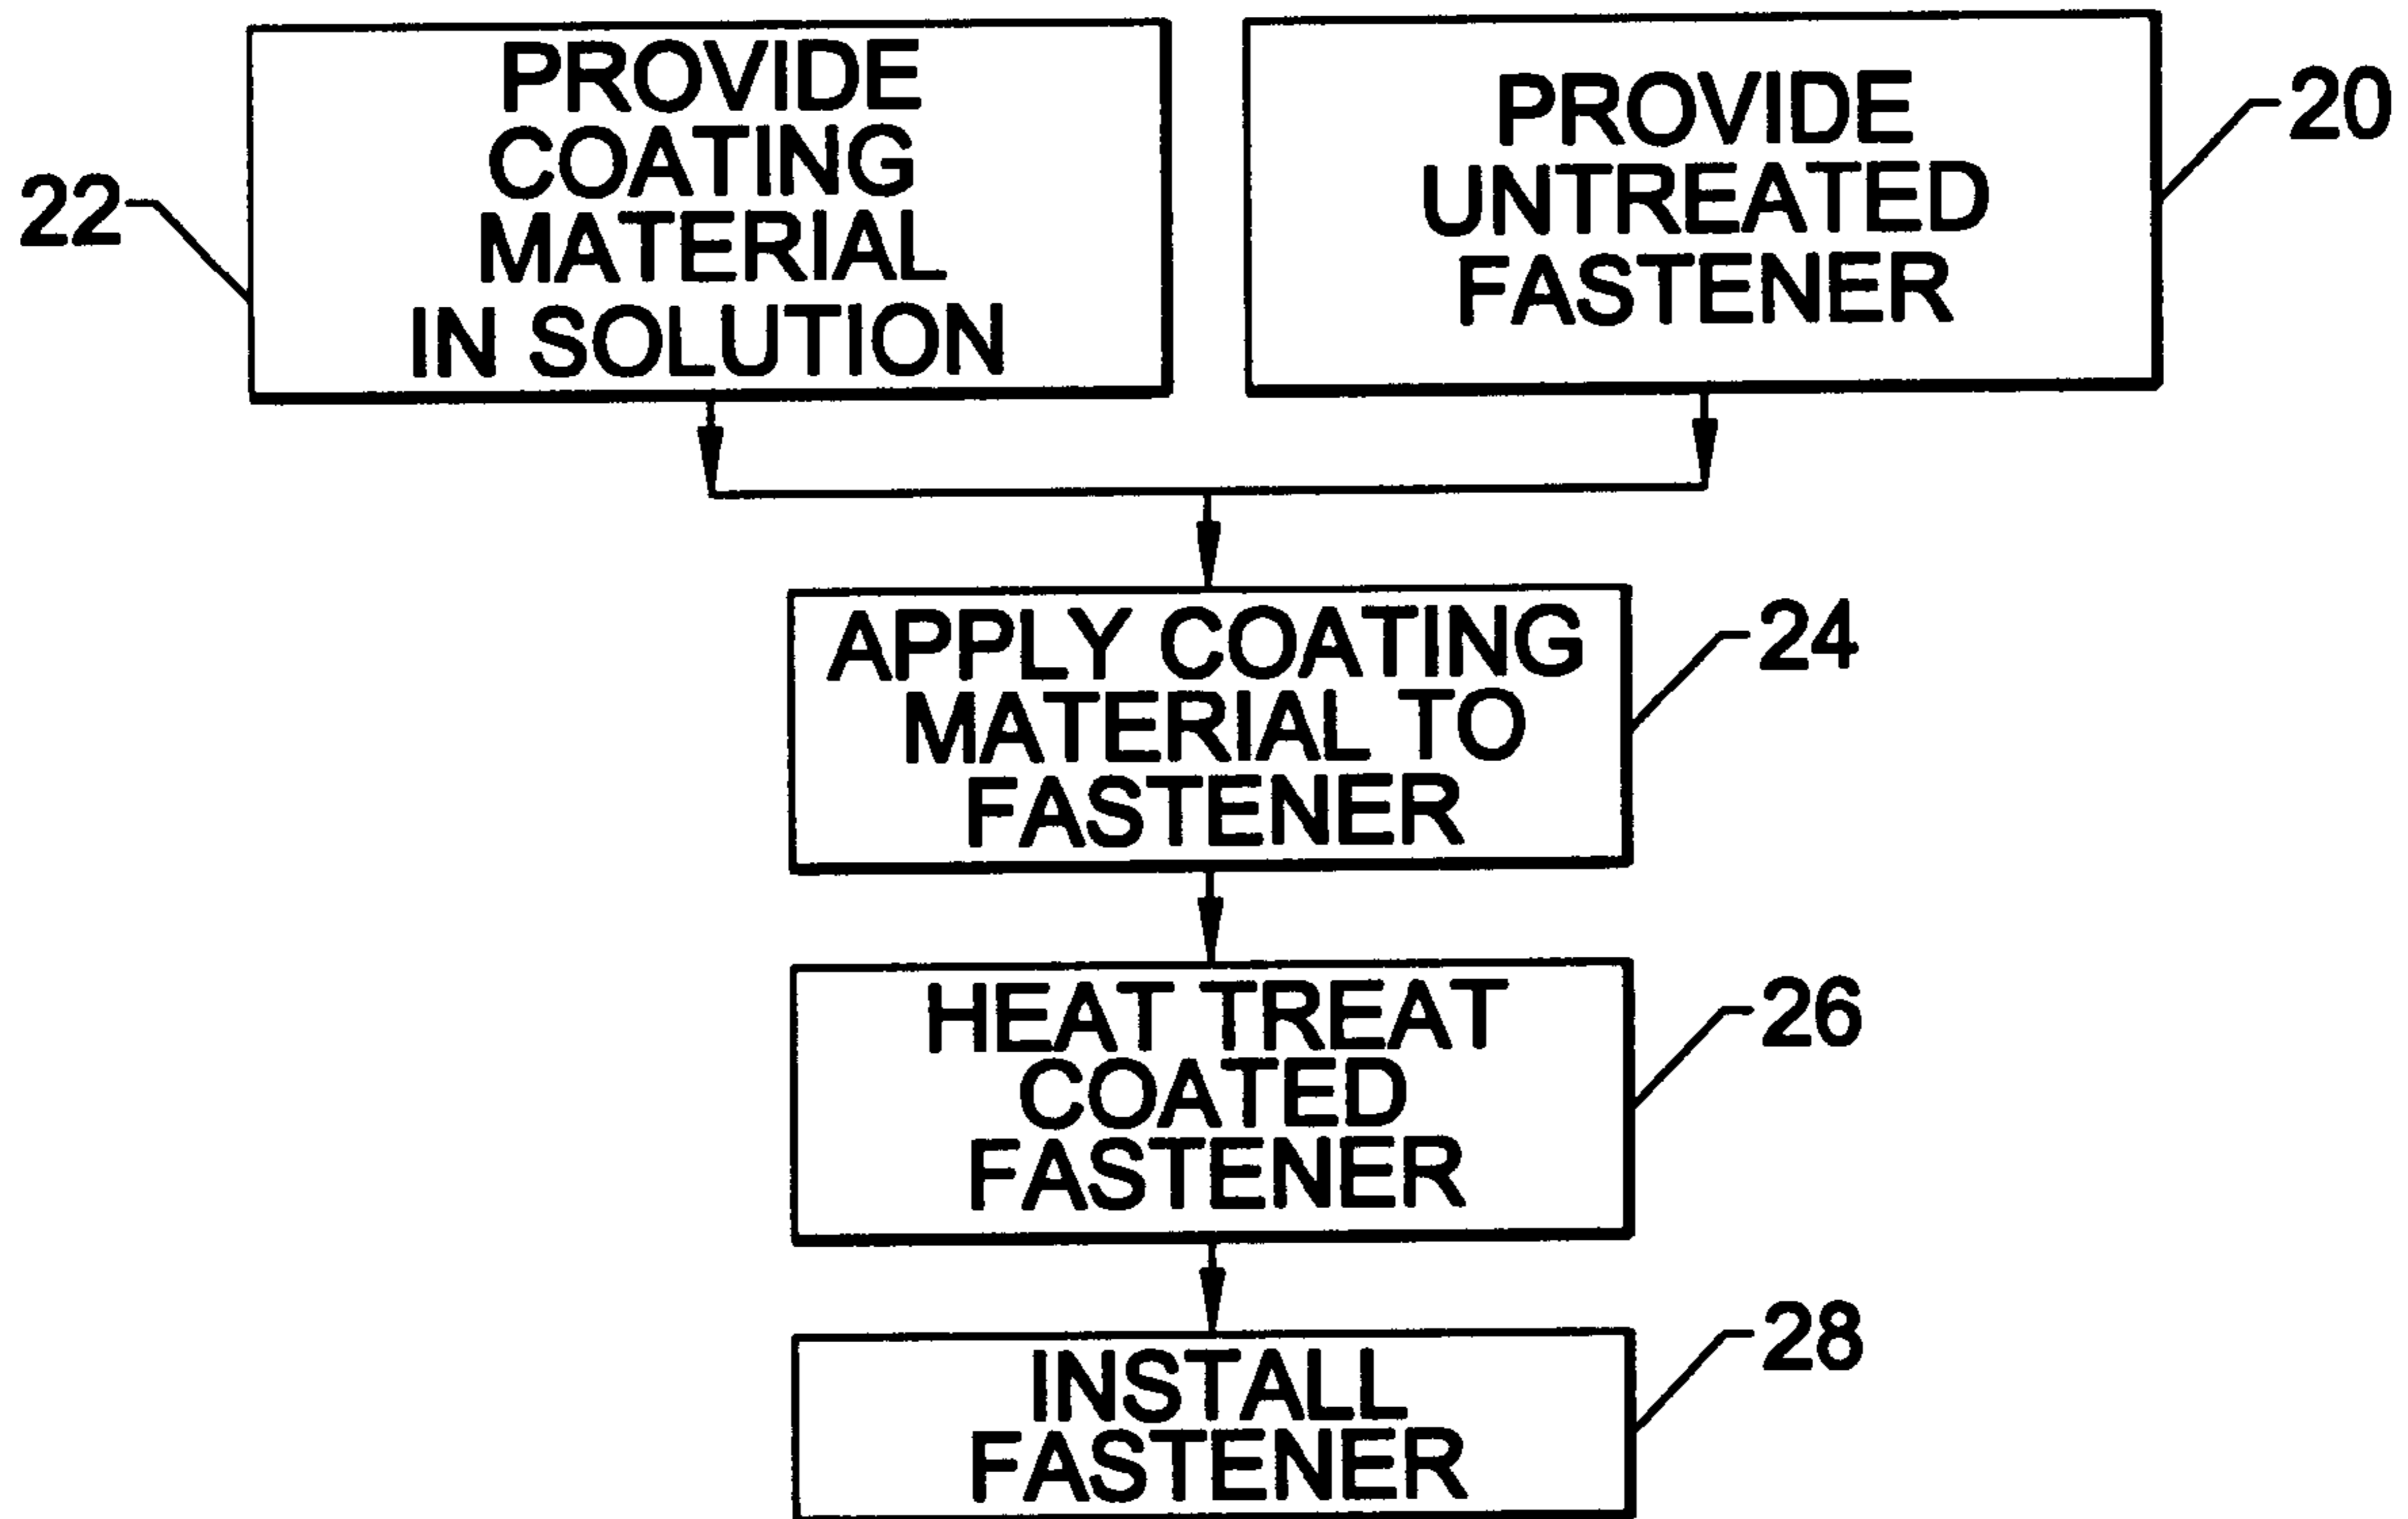 PROVIDE
COATING
MATERIAL
IN SOLUTION
22
PROVIDE
UNTREATED
FASTENER
20
APPLY COATING
MATERIAL TO
FASTENER
24
HEAT TREAT
COATED
FASTENER
26
INSTALL
FASTENER
28